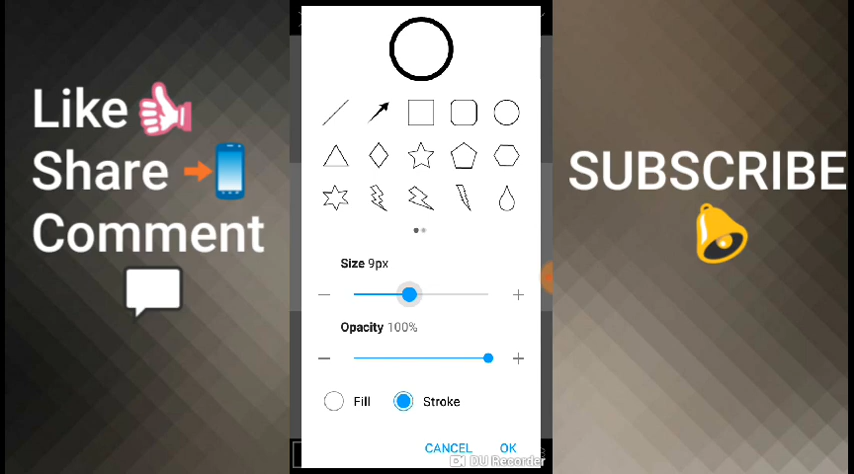 Like
Share
Comment
Size 9px
Opacity 100%
Fill
Stroke
CANCEL
OK
DU Recorder
SUBSCRIBE